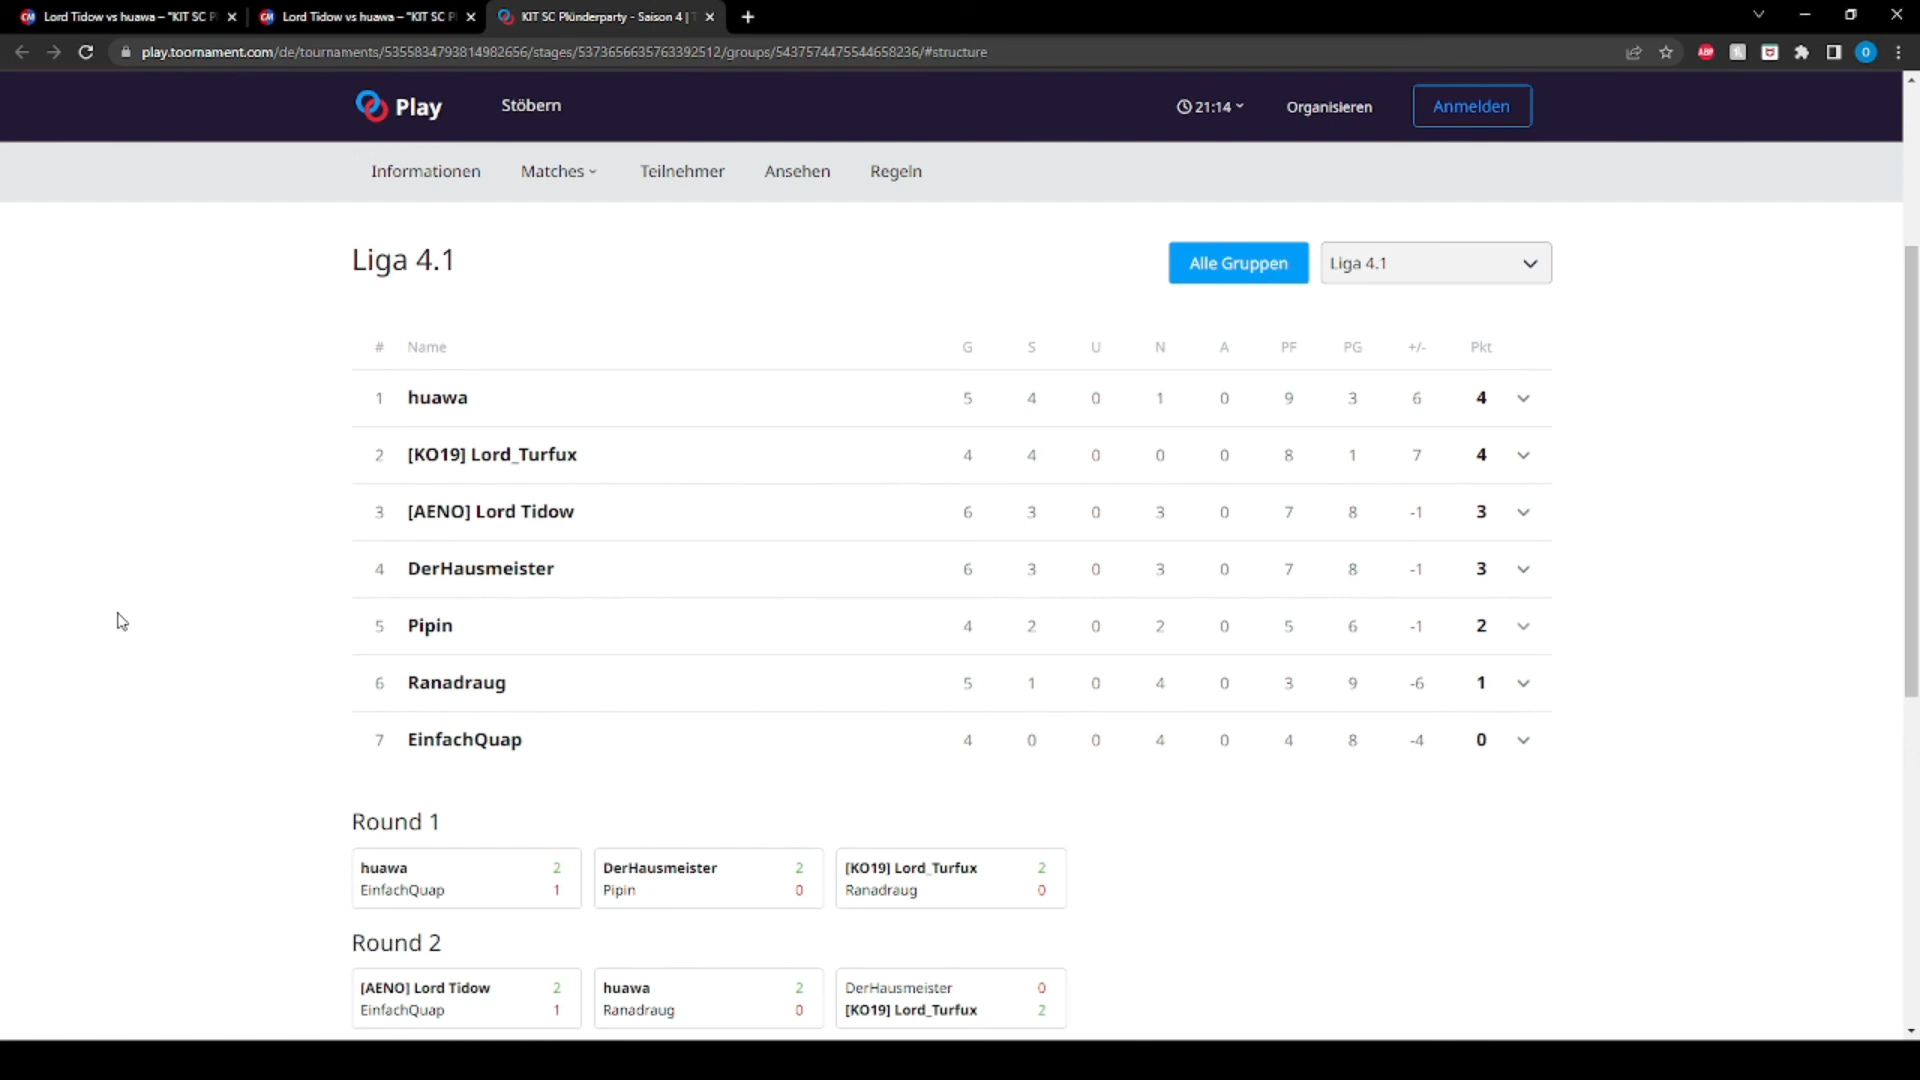 Lord Tidow vs huawa – "KIT SC P
Lord Tidow vs huawa – "KIT SC P
KIT SC Plünderparty - Saison 4 | T
play.toornament.com/de/tournaments/5355834793814982656/stages/5373656635763392512/groups/5437574475544658236/#structure
ABP
O
Play
Stöbern
21:14
Organisieren
Anmelden
Informationen
Matches
Teilnehmer
Ansehen
Regeln
Liga 4.1
Alle Gruppen
Liga 4.1
# Name G S U N A PF PG +/- Pkt
1 huawa 5 4 0 1 0 9 3 6 4
2 [KO19] Lord_Turfux 4 4 0 0 0 8 1 7 4
3 [AENO] Lord Tidow 6 3 0 3 0 7 8 -1 3
4 DerHausmeister 6 3 0 3 0 7 8 -1 3
5 Pipin 4 2 0 2 0 5 6 -1 2
6 Ranadraug 5 1 0 4 0 3 9 -6 1
7 EinfachQuap 4 0 0 4 0 4 8 -4 0
Round 1
huawa 2
EinfachQuap 1
DerHausmeister 2
Pipin 0
[KO19] Lord_Turfux 2
Ranadraug 0
Round 2
[AENO] Lord Tidow 2
EinfachQuap 1
huawa 2
Ranadraug 0
DerHausmeister 0
[KO19] Lord_Turfux 2